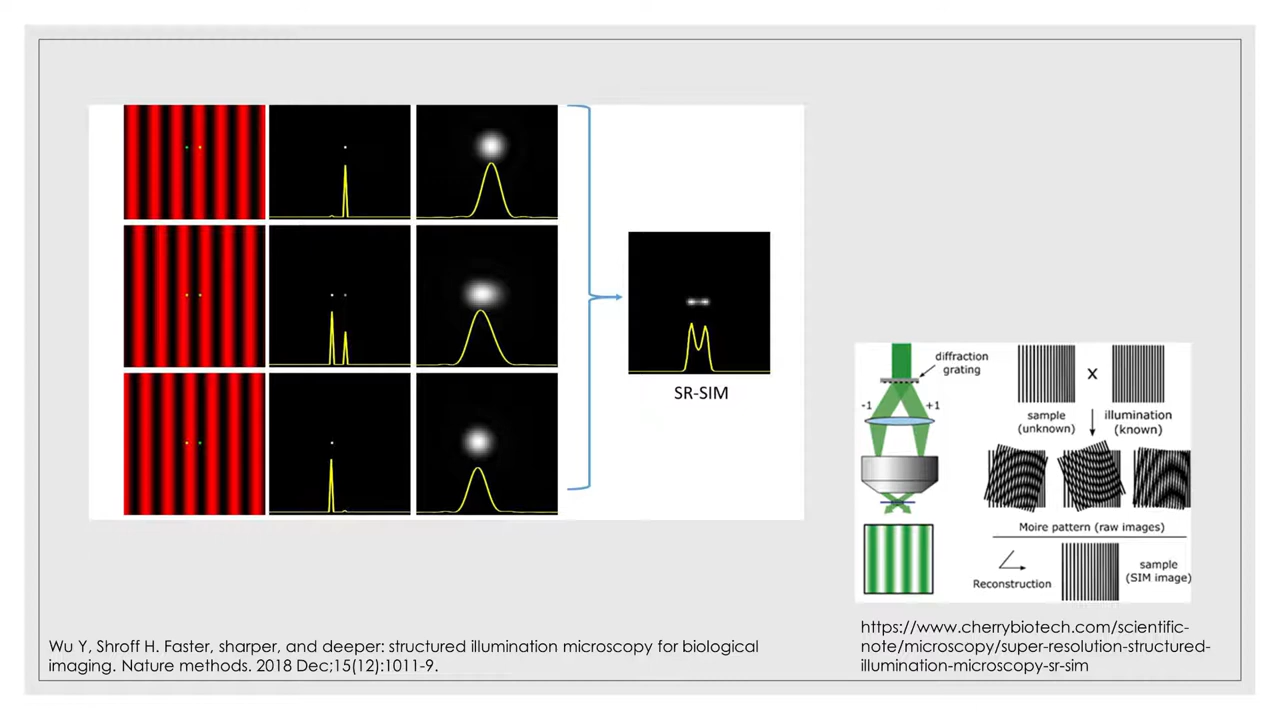 SR-SIM
diffraction
grating
-1
+1
x
sample
(unknown)
illumination
(known)
Moire pattern (raw images)
Reconstruction
sample
(SIM image)
Wu Y, Shroff H. Faster, sharper, and deeper: structured illumination microscopy for biological
imaging. Nature methods. 2018 Dec;15(12):1011-9.
https://www.cherrybiotech.com/scientific-
note/microscopy/super-resolution-structured-
illumination-microscopy-sr-sim